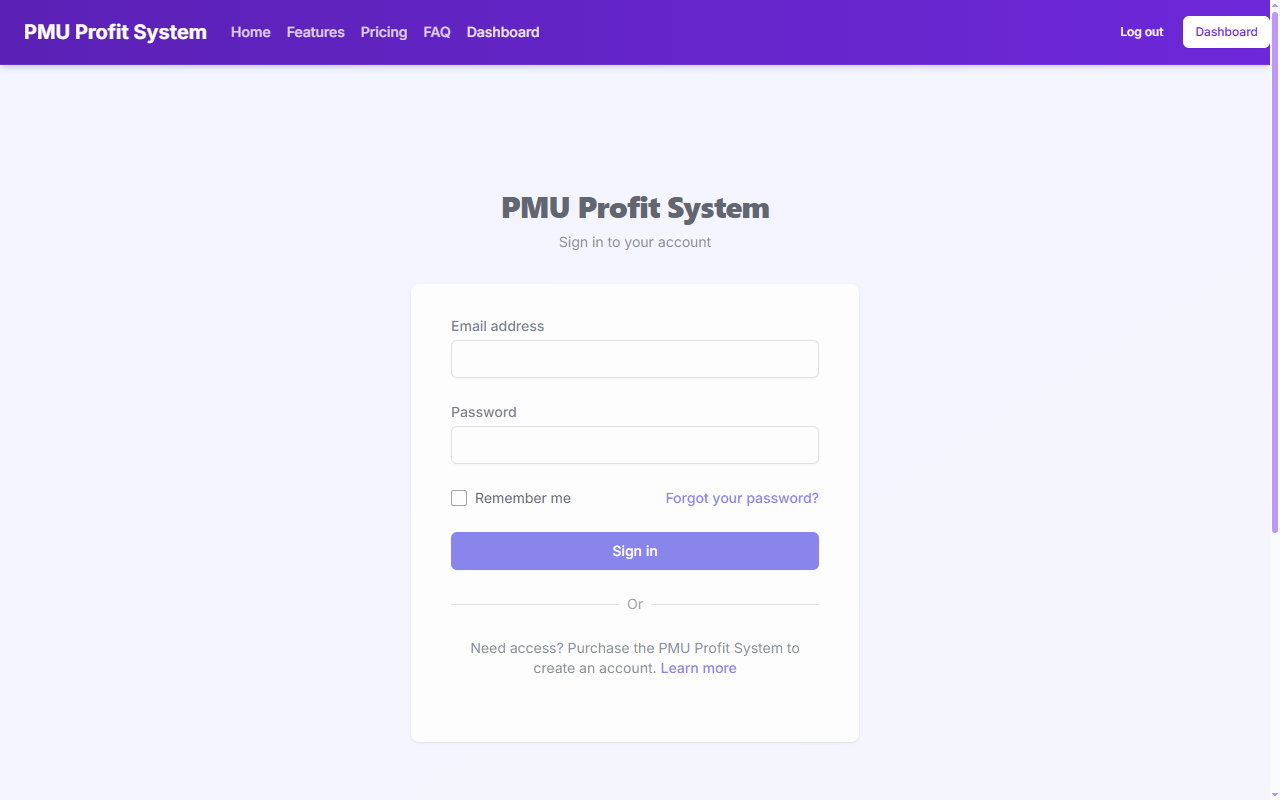 PMU Profit System Home Features Pricing FAQ Dashboard Log out Dashboard
PMU Profit System
Sign in to your account
Email address
Password
Remember me Forgot your password?
Sign in
Or
Need access? Purchase the PMU Profit System to
create an account. Learn more